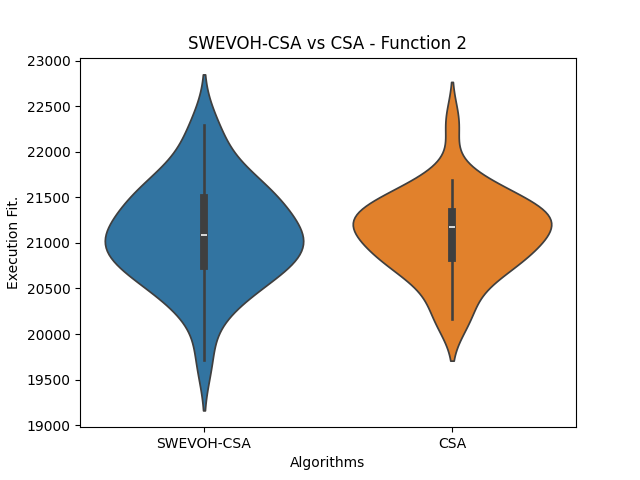 SWEVOH-CSA vs CSA - Function 2
Execution Fit.
23000
22500
22000
21500
21000
20500
20000
19500
19000
SWEVOH-CSA
CSA
Algorithms